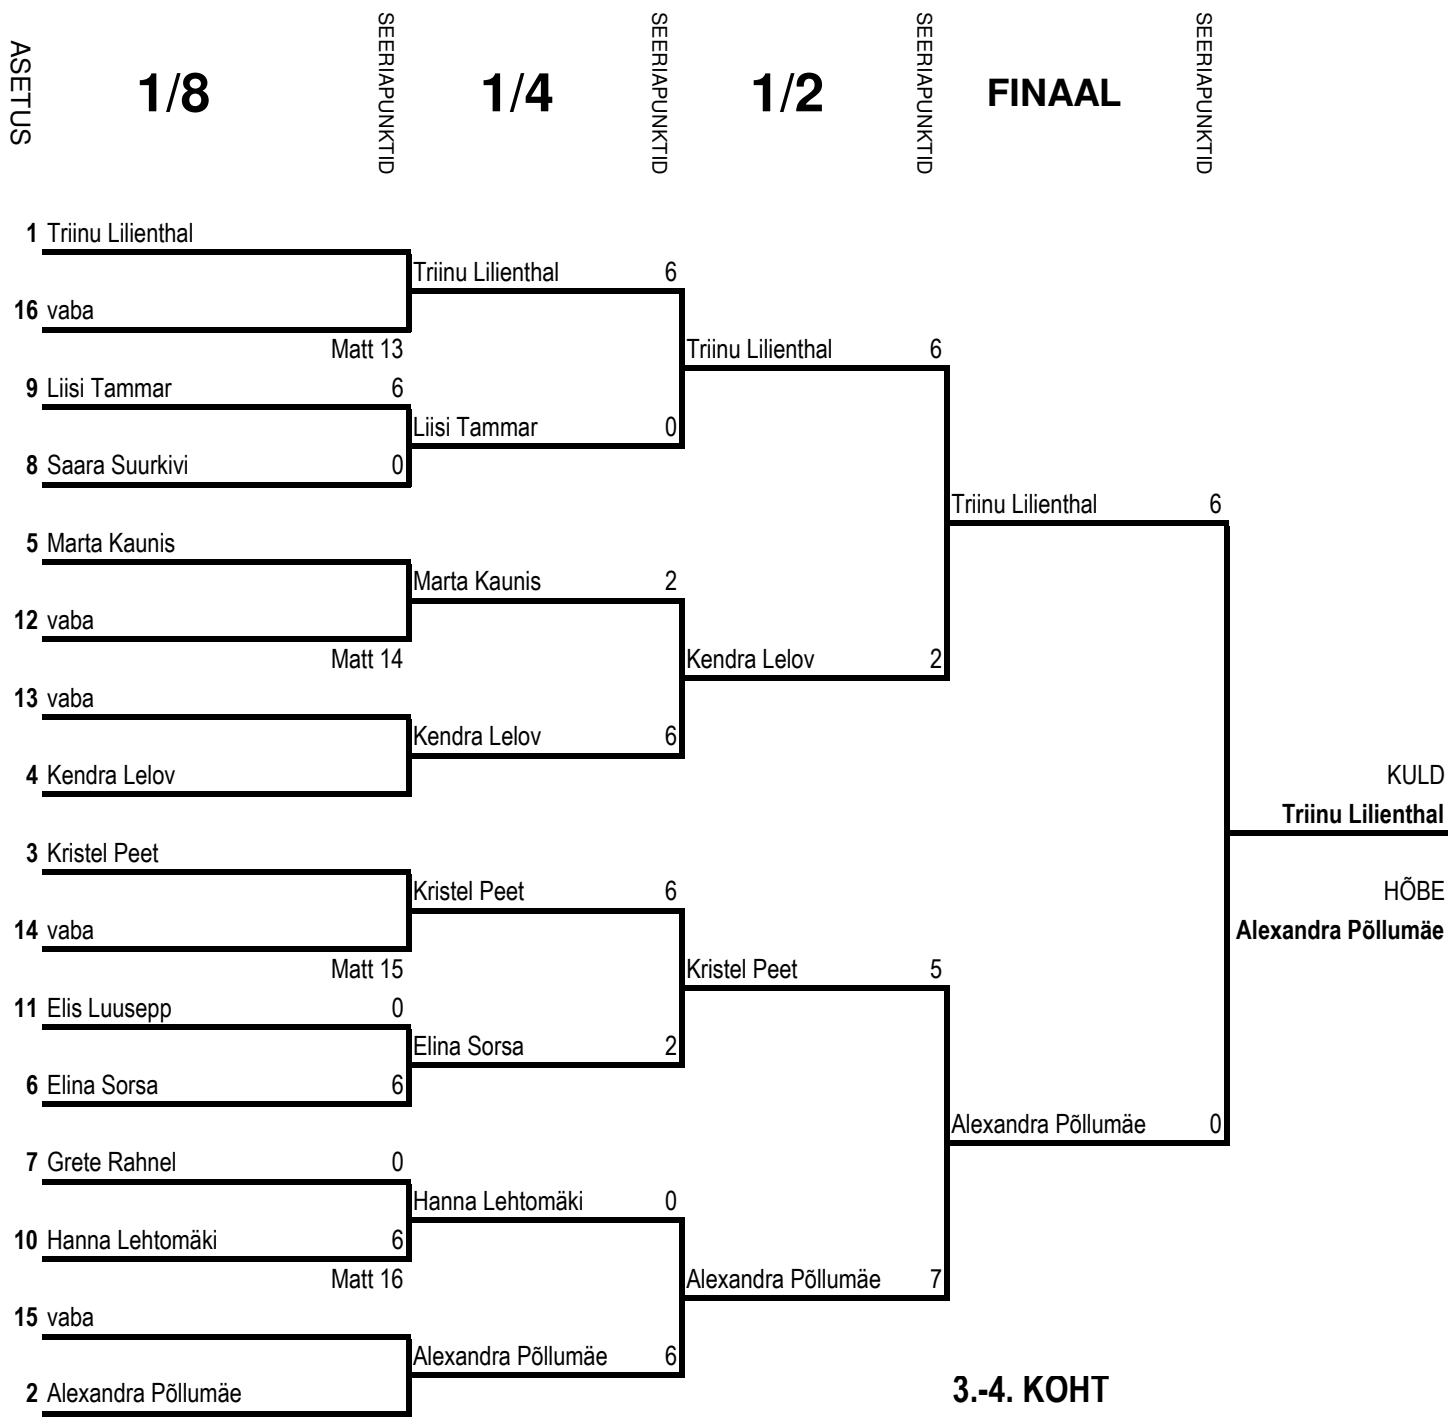 ASETUS 1/8 SEERIAPUNKTID 1/4 SEERIAPUNKTID 1/2 SEERIAPUNKTID FINAAL SEERIAPUNKTID
1 Triinu Lilienthal
Triinu Lilienthal 6
16 vaba
Matt 13 Triinu Lilienthal 6
9 Liisi Tammar 6
Liisi Tammar 0
8 Saara Suurkivi 0
Triinu Lilienthal 6
5 Marta Kaunis
Marta Kaunis 2
12 vaba
Matt 14 Kendra Lelov 2
13 vaba
Kendra Lelov 6
4 Kendra Lelov KULD
Triinu Lilienthal
3 Kristel Peet
Kristel Peet 6 HÕBE
14 vaba Alexandra Põllumäe
Matt 15 Kristel Peet 5
11 Elis Luusepp 0
Elina Sorsa 2
6 Elina Sorsa 6
Alexandra Põllumäe 0
7 Grete Rahnel 0
Hanna Lehtomäki 0
10 Hanna Lehtomäki 6
Matt 16 Alexandra Põllumäe 7
15 vaba
Alexandra Põllumäe 6
2 Alexandra Põllumäe 3.-4. KOHT